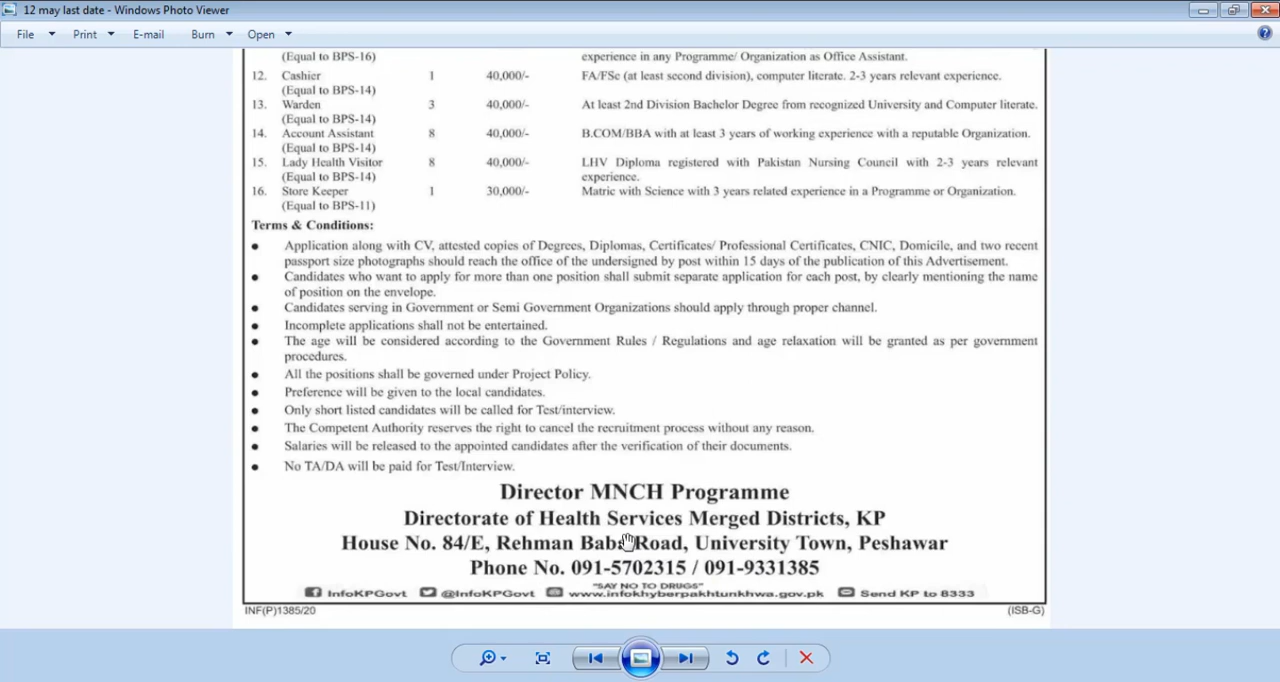 12 may last date - Windows Photo Viewer
File Print E-mail Burn Open
(Equal to BPS-16) experience in any Programme/ Organization as Office Assistant.
12. Cashier 1 40,000/- FA/FSc (at least second division), computer literate. 2-3 years relevant experience.
(Equal to BPS-14)
13. Warden 3 40,000/- At least 2nd Division Bachelor Degree from recognized University and Computer literate.
(Equal to BPS-14)
14. Account Assistant 8 40,000/- B.COM/BBA with at least 3 years of working experience with a reputable Organization.
(Equal to BPS-14)
15. Lady Health Visitor 8 40,000/- LHV Diploma registered with Pakistan Nursing Council with 2-3 years relevant
(Equal to BPS-14) experience.
16. Store Keeper 1 30,000/- Matric with Science with 3 years related experience in a Programme or Organization.
(Equal to BPS-11)
Terms & Conditions:
• Application along with CV, attested copies of Degrees, Diplomas, Certificates/ Professional Certificates, CNIC, Domicile, and two recent
passport size photographs should reach the office of the undersigned by post within 15 days of the publication of this Advertisement.
• Candidates who want to apply for more than one position shall submit separate application for each post, by clearly mentioning the name
of position on the envelope.
• Candidates serving in Government or Semi Government Organizations should apply through proper channel.
• Incomplete applications shall not be entertained.
• The age will be considered according to the Government Rules / Regulations and age relaxation will be granted as per government
procedures.
• All the positions shall be governed under Project Policy.
• Preference will be given to the local candidates.
• Only short listed candidates will be called for Test/interview.
• The Competent Authority reserves the right to cancel the recruitment process without any reason.
• Salaries will be released to the appointed candidates after the verification of their documents.
• No TA/DA will be paid for Test/Interview.
Director MNCH Programme
Directorate of Health Services Merged Districts, KP
House No. 84/E, Rehman Baba Road, University Town, Peshawar
Phone No. 091-5702315 / 091-9331385
"SAY NO TO DRUGS"
InfoKPGovt @InfoKPGovt www.infokhyberpakhtunkhwa.gov.pk Send KP to 8333
INF(P)1385/20 (ISB-G)